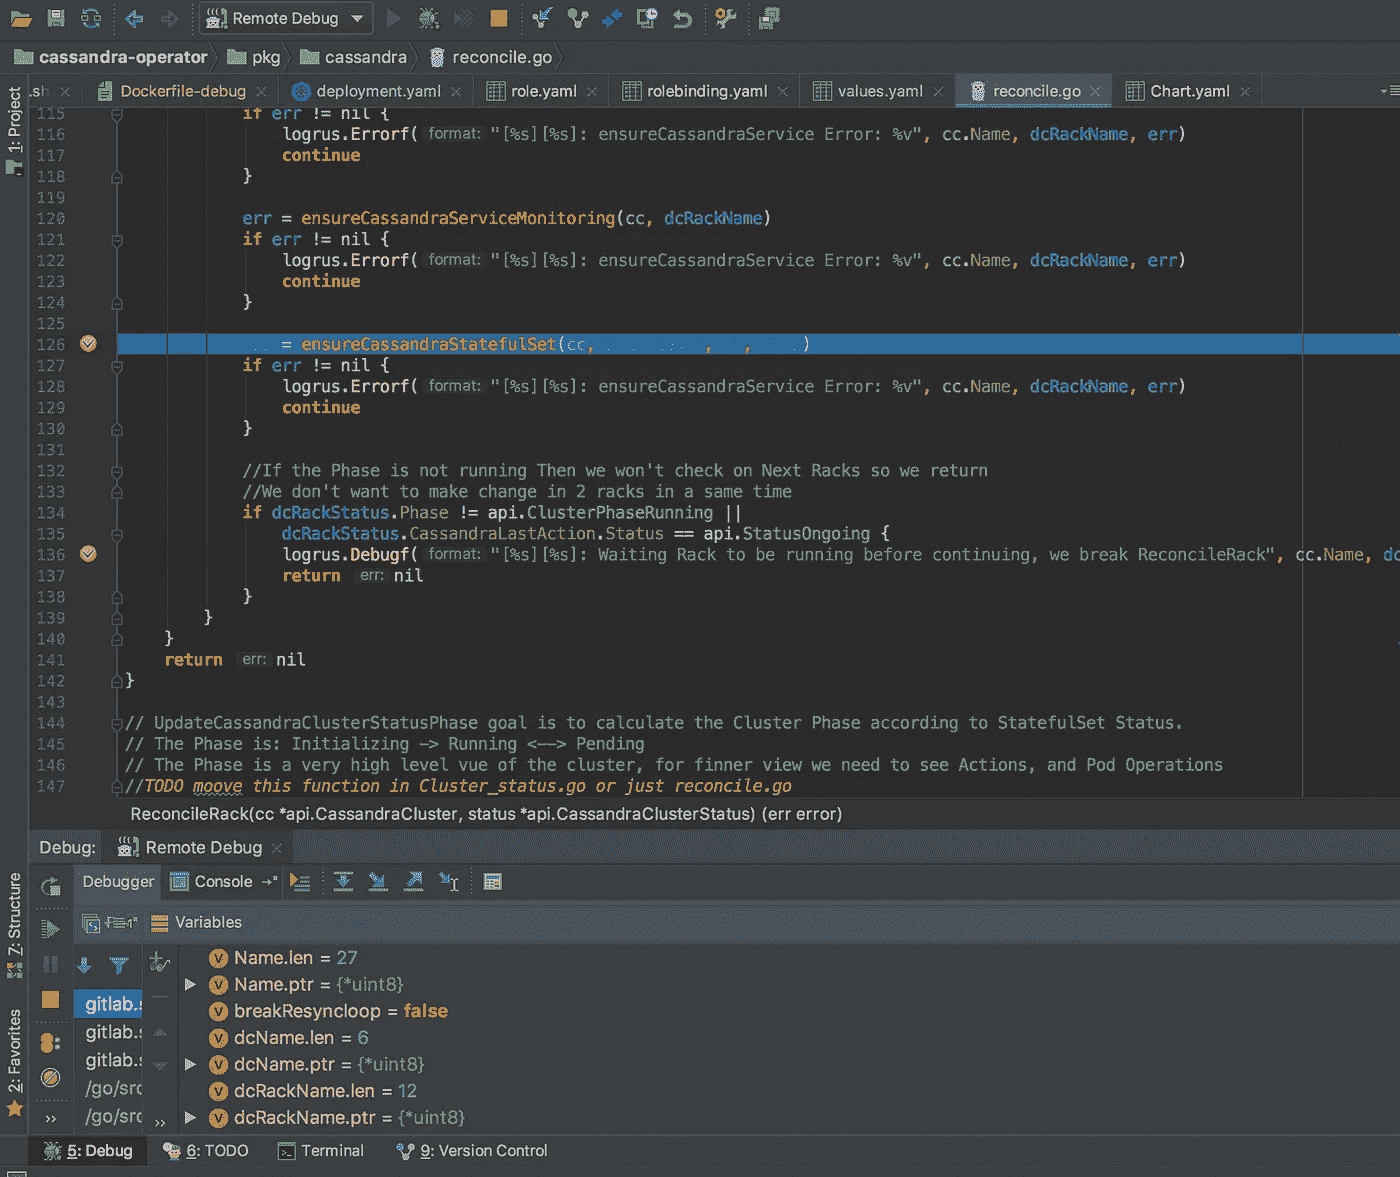 Remote Debug
cassandra-operator pkg cassandra reconcile.go
.sh Dockerfile-debug deployment.yaml role.yaml rolebinding.yaml values.yaml reconcile.go Chart.yaml
1: Project
115 if err != nil {
116 logrus.Errorf( format: "[%s][%s]: ensureCassandraService Error: %v", cc.Name, dcRackName, err)
117 continue
118 }
119
120 err = ensureCassandraServiceMonitoring(cc, dcRackName)
121 if err != nil {
122 logrus.Errorf( format: "[%s][%s]: ensureCassandraService Error: %v", cc.Name, dcRackName, err)
123 continue
124 }
125
126 = ensureCassandraStatefulSet(cc, , , )
127 if err != nil {
128 logrus.Errorf( format: "[%s][%s]: ensureCassandraService Error: %v", cc.Name, dcRackName, err)
129 continue
130 }
131
132 //If the Phase is not running Then we won't check on Next Racks so we return
133 //We don't want to make change in 2 racks in a same time
134 if dcRackStatus.Phase != api.ClusterPhaseRunning ||
135 dcRackStatus.CassandraLastAction.Status == api.StatusOngoing {
136 logrus.Debugf( format: "[%s][%s]: Waiting Rack to be running before continuing, we break ReconcileRack", cc.Name, dc
137 return err: nil
138 }
139 }
140 }
141 return err: nil
142 }
143
144 // UpdateCassandraClusterStatusPhase goal is to calculate the Cluster Phase according to StatefulSet Status.
145 // The Phase is: Initializing -> Running <--> Pending
146 // The Phase is a very high level vue of the cluster, for finner view we need to see Actions, and Pod Operations
147 //TODO moove this function in Cluster_status.go or just reconcile.go
ReconcileRack(cc *api.CassandraCluster, status *api.CassandraClusterStatus) (err error)
Debug: Remote Debug
Debugger Console
Z: Structure
Variables
2: Favorites
Name.len = 27
Name.ptr = {*uint8}
gitlab.s
breakResyncloop = false
gitlab.s
dcName.len = 6
gitlab.s
dcName.ptr = {*uint8}
/go/src
dcRackName.len = 12
/go/src
dcRackName.ptr = {*uint8}
5: Debug 6: TODO Terminal 9: Version Control